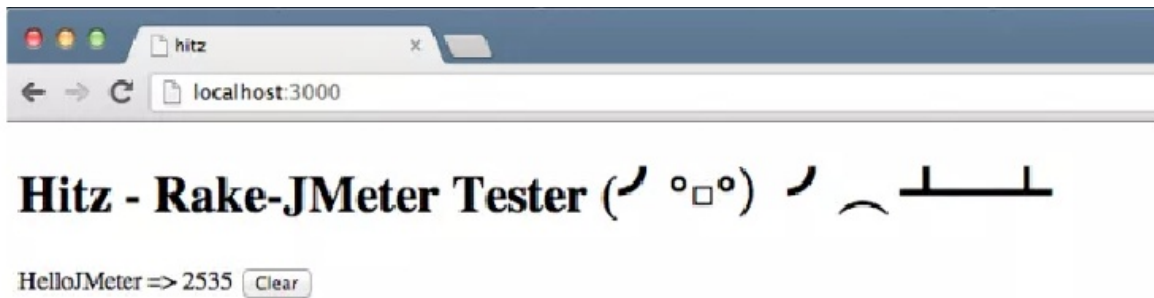 hitz
localhost:3000
Hitz - Rake-JMeter Tester (╯ °□°) ╯ ︵ ┻━┻
HelloJMeter => 2535 Clear